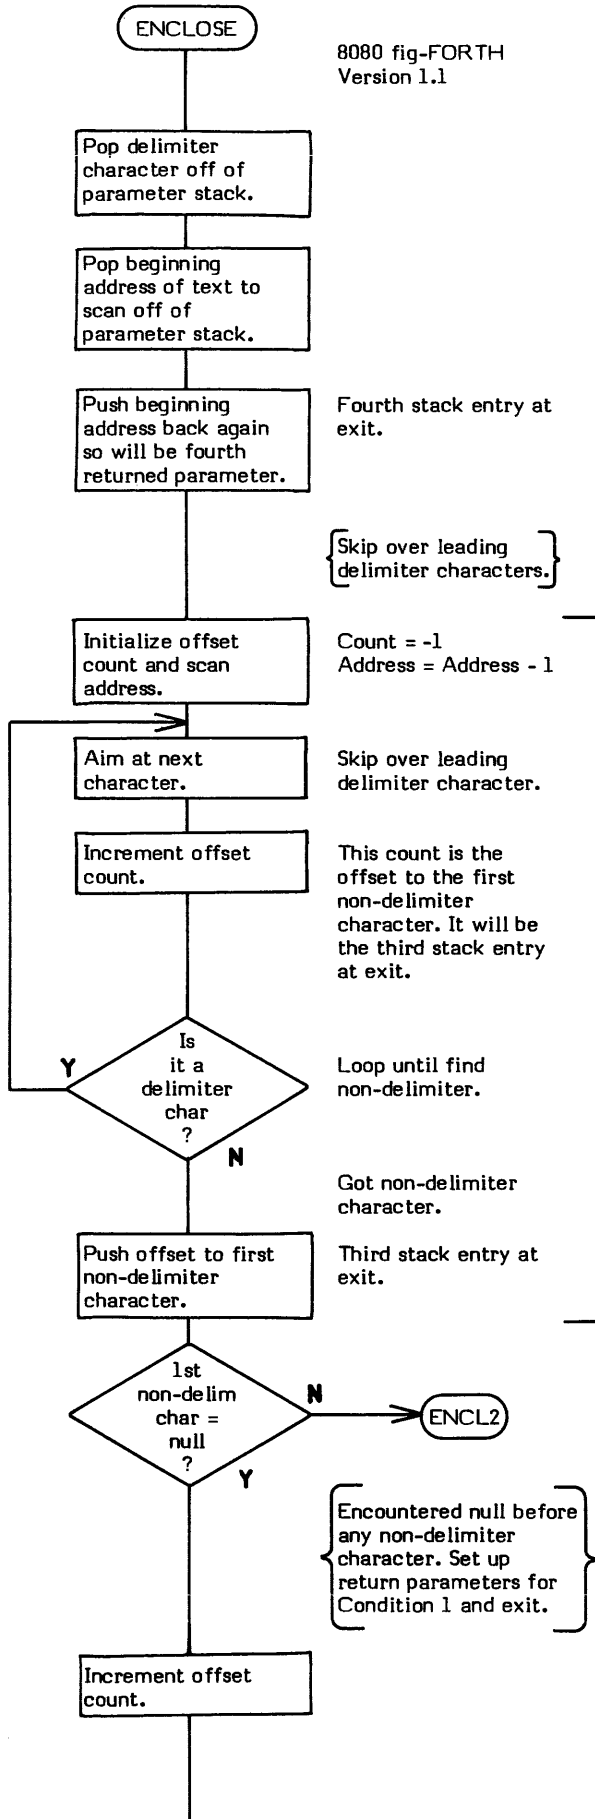 ENCLOSE
8080 fig-FORTH
Version 1.1
Pop delimiter
character off of
parameter stack.
Pop beginning
address of text to
scan off of
parameter stack.
Push beginning
address back again
so will be fourth
returned parameter.
Fourth stack entry at
exit.
Skip over leading
delimiter characters.
Initialize offset
count and scan
address.
Count = -1
Address = Address - 1
Aim at next
character.
Skip over leading
delimiter character.
Increment offset
count.
This count is the
offset to the first
non-delimiter
character. It will be
the third stack entry
at exit.
Is
it a
delimiter
char
?
Y
N
Loop until find
non-delimiter.
Got non-delimiter
character.
Push offset to first
non-delimiter
character.
Third stack entry at
exit.
1st
non-delim
char =
null
?
N
ENCL2
Y
Encountered null before
any non-delimiter
character. Set up
return parameters for
Condition 1 and exit.
Increment offset
count.